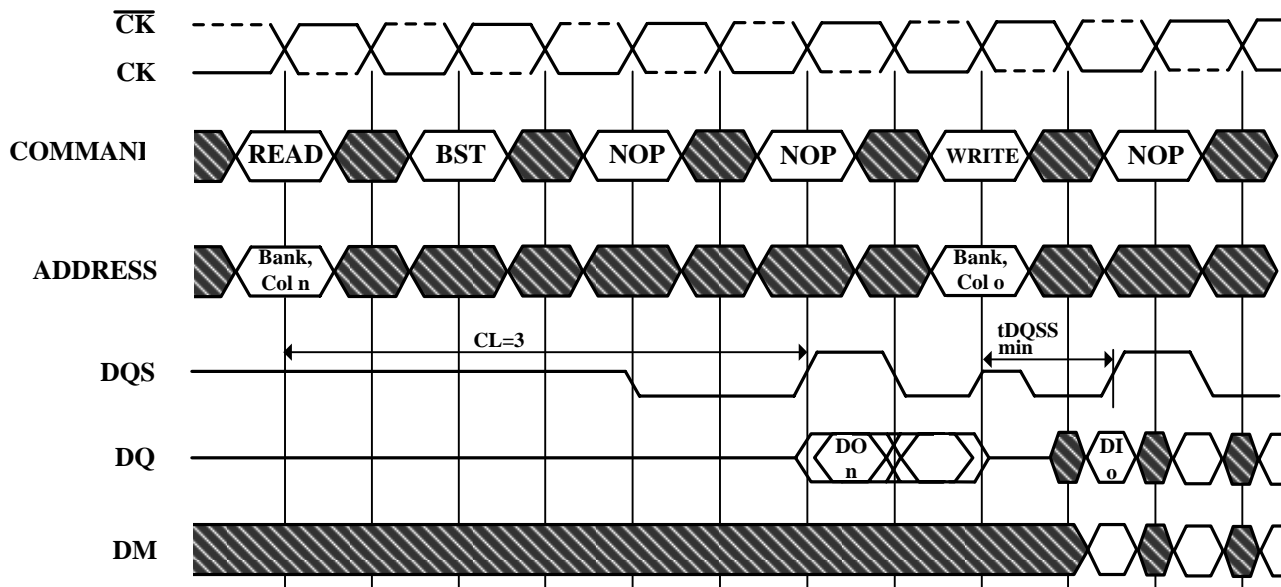 CK
CK
COMMANI
READ
BST
NOP
NOP
WRITE
NOP
ADDRESS
Bank,
Col n
Bank,
Col o
CL=3
tDQSS
min
DQS
DQ
DO
n
DI
o
DM